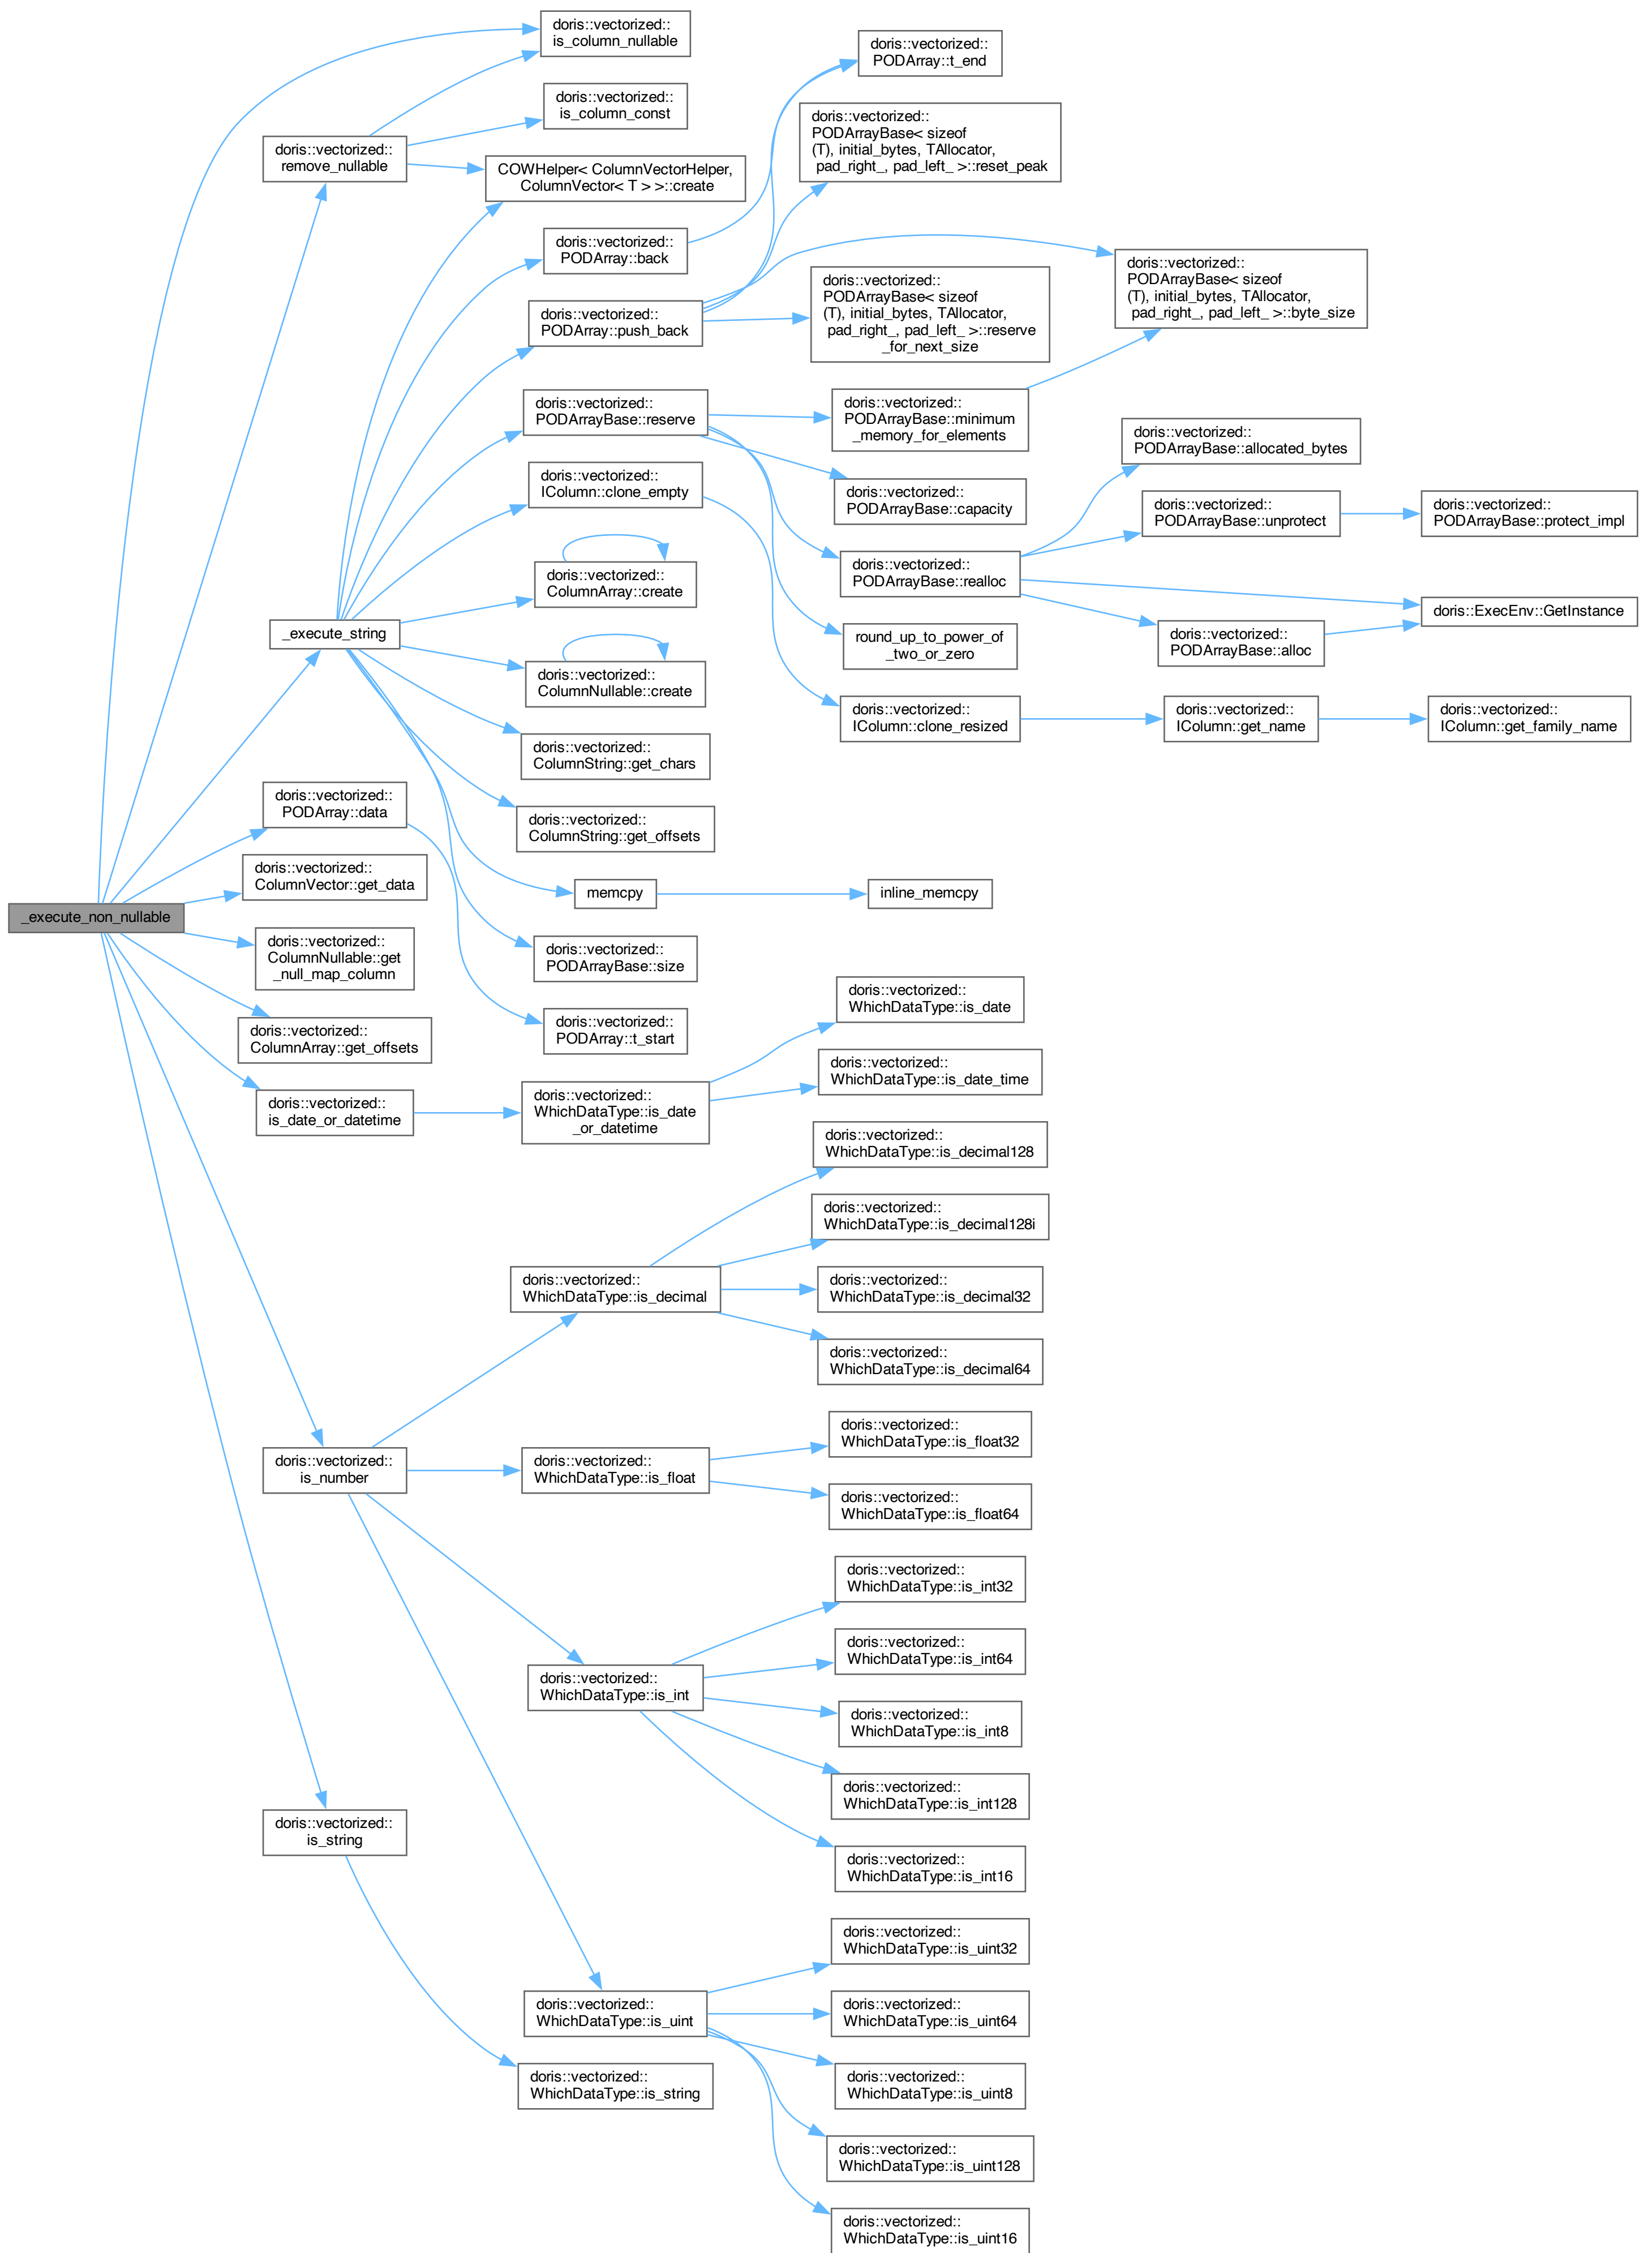 doris::vectorized::
is_column_nullable
doris::vectorized::
PODArray::t_end
doris::vectorized::
is_column_const
doris::vectorized::
PODArrayBase< sizeof
(T), initial_bytes, TAllocator,
pad_right_, pad_left_ >::reset_peak
doris::vectorized::
remove_nullable
COWHelper< ColumnVectorHelper,
ColumnVector< T > >::create
doris::vectorized::
PODArray::back
doris::vectorized::
PODArrayBase< sizeof
(T), initial_bytes, TAllocator,
pad_right_, pad_left_ >::byte_size
doris::vectorized::
PODArrayBase< sizeof
(T), initial_bytes, TAllocator,
pad_right_, pad_left_ >::reserve
_for_next_size
doris::vectorized::
PODArray::push_back
doris::vectorized::
PODArrayBase::reserve
doris::vectorized::
PODArrayBase::minimum
_memory_for_elements
doris::vectorized::
PODArrayBase::allocated_bytes
doris::vectorized::
IColumn::clone_empty
doris::vectorized::
PODArrayBase::capacity
doris::vectorized::
PODArrayBase::unprotect
doris::vectorized::
PODArrayBase::protect_impl
doris::vectorized::
ColumnArray::create
doris::vectorized::
PODArrayBase::realloc
doris::ExecEnv::GetInstance
_execute_string
round_up_to_power_of
_two_or_zero
doris::vectorized::
PODArrayBase::alloc
doris::vectorized::
ColumnNullable::create
doris::vectorized::
IColumn::clone_resized
doris::vectorized::
IColumn::get_name
doris::vectorized::
IColumn::get_family_name
doris::vectorized::
ColumnString::get_chars
doris::vectorized::
PODArray::data
doris::vectorized::
ColumnString::get_offsets
doris::vectorized::
ColumnVector::get_data
memcpy
inline_memcpy
_execute_non_nullable
doris::vectorized::
ColumnNullable::get
_null_map_column
doris::vectorized::
PODArrayBase::size
doris::vectorized::
WhichDataType::is_date
doris::vectorized::
ColumnArray::get_offsets
doris::vectorized::
PODArray::t_start
doris::vectorized::
WhichDataType::is_date_time
doris::vectorized::
is_date_or_datetime
doris::vectorized::
WhichDataType::is_date
_or_datetime
doris::vectorized::
WhichDataType::is_decimal128
doris::vectorized::
WhichDataType::is_decimal128i
doris::vectorized::
WhichDataType::is_decimal
doris::vectorized::
WhichDataType::is_decimal32
doris::vectorized::
WhichDataType::is_decimal64
doris::vectorized::
WhichDataType::is_float32
doris::vectorized::
is_number
doris::vectorized::
WhichDataType::is_float
doris::vectorized::
WhichDataType::is_float64
doris::vectorized::
WhichDataType::is_int32
doris::vectorized::
WhichDataType::is_int64
doris::vectorized::
WhichDataType::is_int
doris::vectorized::
WhichDataType::is_int8
doris::vectorized::
WhichDataType::is_int128
doris::vectorized::
is_string
doris::vectorized::
WhichDataType::is_int16
doris::vectorized::
WhichDataType::is_uint32
doris::vectorized::
WhichDataType::is_uint
doris::vectorized::
WhichDataType::is_uint64
doris::vectorized::
WhichDataType::is_string
doris::vectorized::
WhichDataType::is_uint8
doris::vectorized::
WhichDataType::is_uint128
doris::vectorized::
WhichDataType::is_uint16